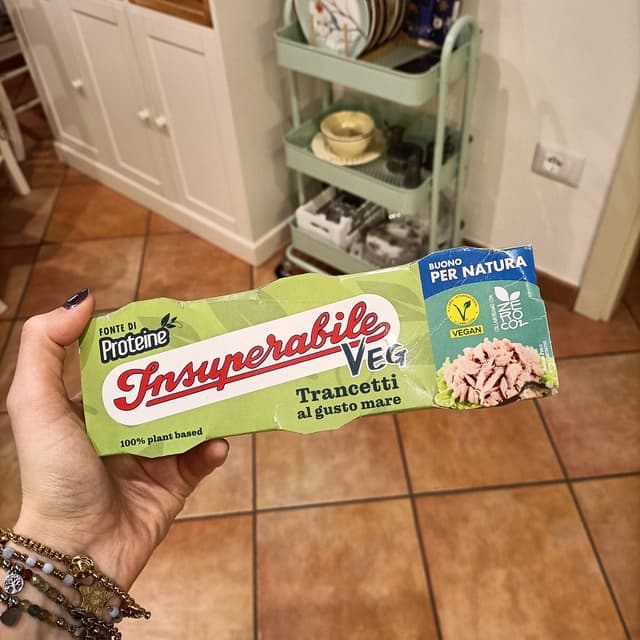 FONTE DI
Proteine
Insuperabile
VEG
Trancetti
al gusto mare
100% plant based
BUONO
PER NATURA
VEGAN